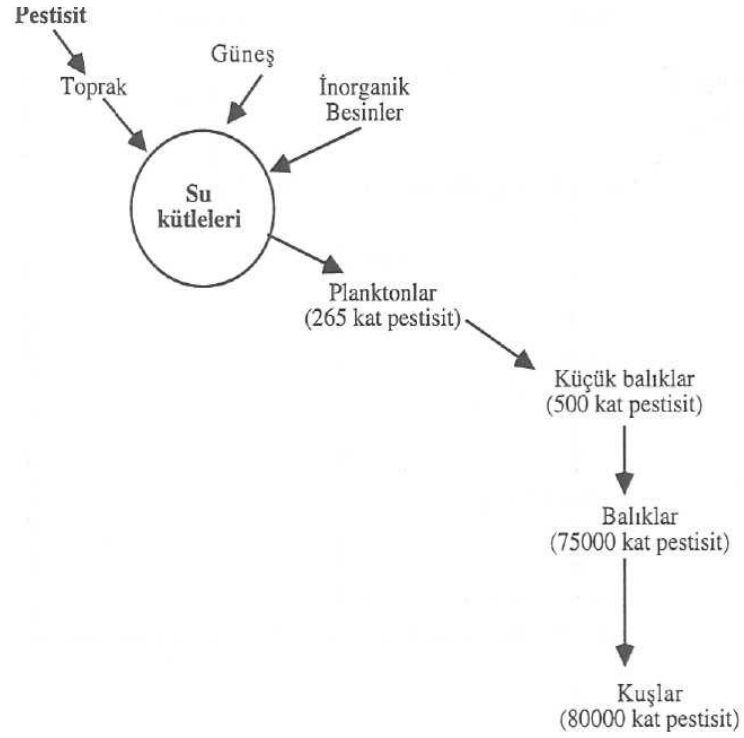 Pestisit
Toprak
Güneş
İnorganik
Besinler
Su
kütleleri
Planktonlar
(265 kat pestisit)
Küçük balıklar
(500 kat pestisit)
Balıklar
(75000 kat pestisit)
Kuşlar
(80000 kat pestisit)